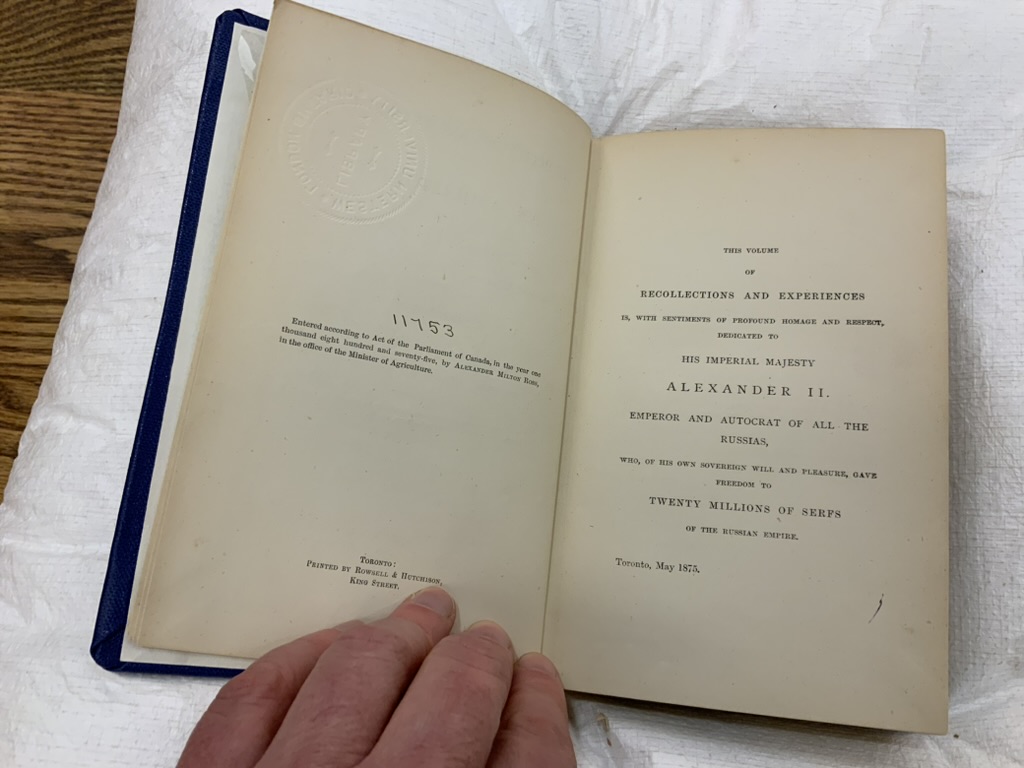 11753
Entered according to Act of the Parliament of Canada, in the year one
thousand eight hundred and seventy-five, by ALEXANDER MILTON ROSS,
in the office of the Minister of Agriculture.
TORONTO:
PRINTED BY ROWSELL & HUTCHISON,
KING STREET.
THIS VOLUME
OF
RECOLLECTIONS AND EXPERIENCES
IS, WITH SENTIMENTS OF PROFOUND HOMAGE AND RESPECT,
DEDICATED TO
HIS IMPERIAL MAJESTY
ALEXANDER II.
EMPEROR AND AUTOCRAT OF ALL THE
RUSSIAS,
WHO, OF HIS OWN SOVEREIGN WILL AND PLEASURE, GAVE
FREEDOM TO
TWENTY MILLIONS OF SERFS
OF THE RUSSIAN EMPIRE.
Toronto, May 1875.